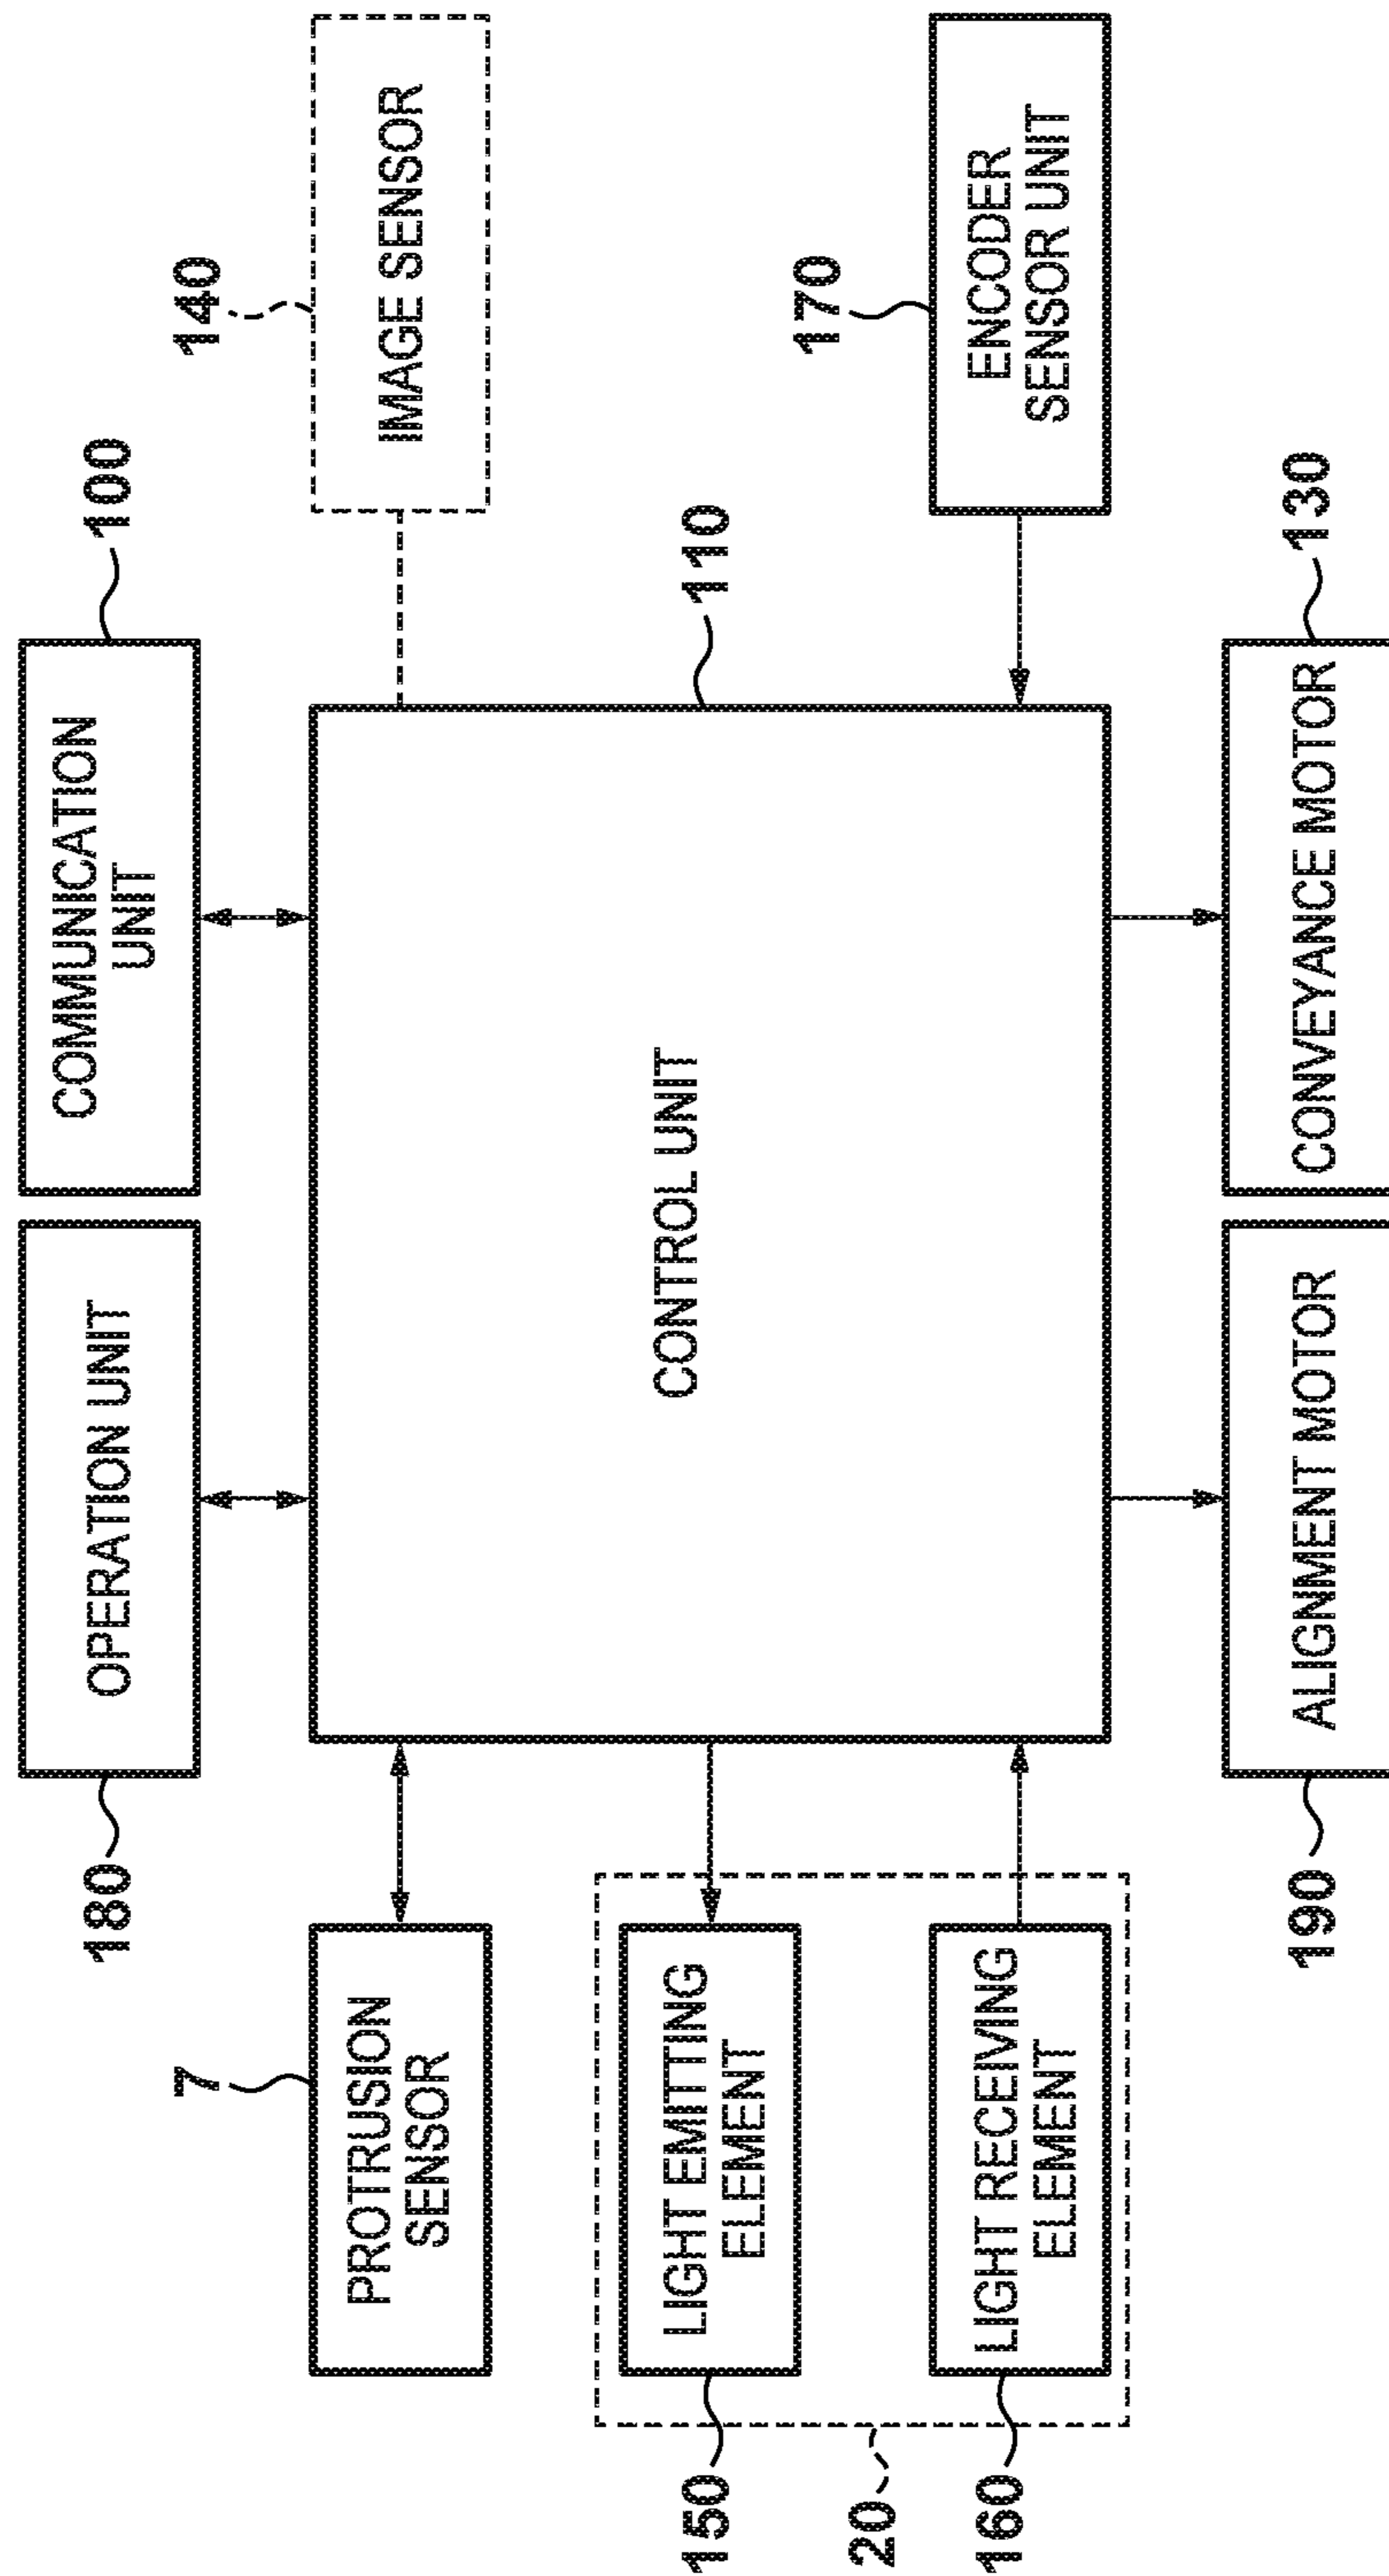 180
OPERATION UNIT
COMMUNICATION
UNIT
100
7
PROTRUSION
SENSOR
140
IMAGE SENSOR
CONTROL UNIT
110
150
LIGHT EMITTING
ELEMENT
20
160
LIGHT RECEIVING
ELEMENT
170
ENCODER
SENSOR UNIT
190
ALIGNMENT MOTOR
CONVEYANCE MOTOR
130